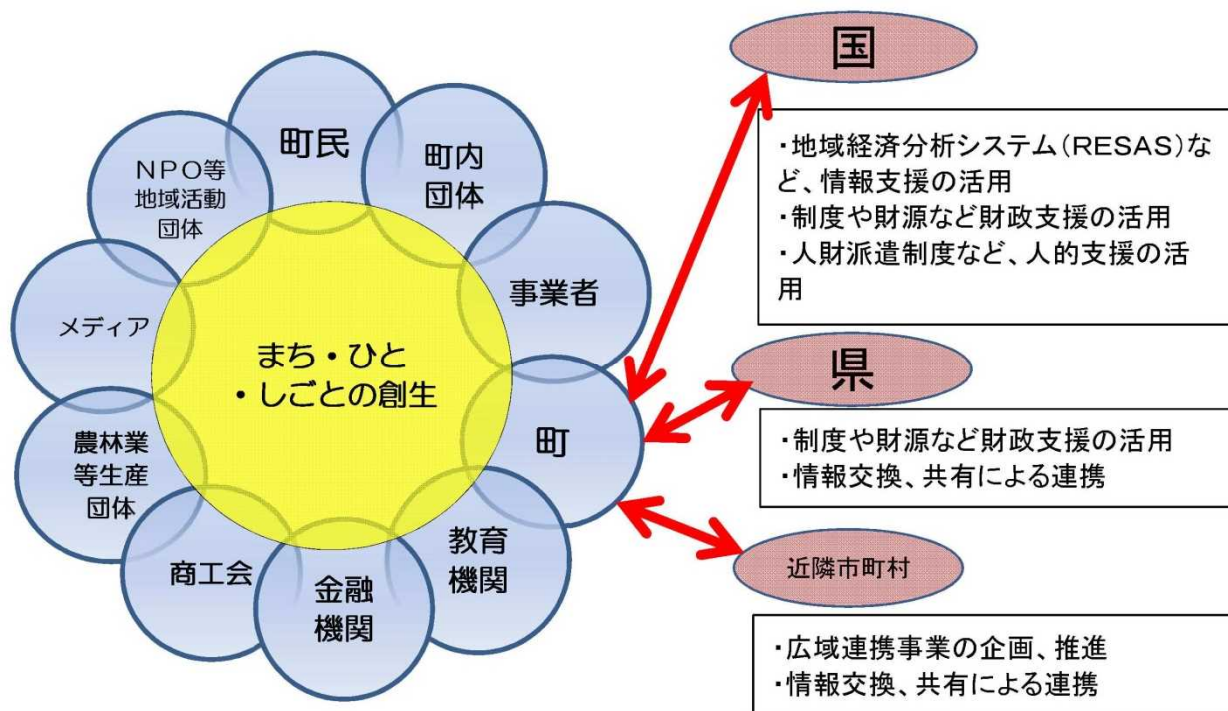 町民
町内
団体
事業者
町
教育
機関
金融
機関
商工会
農林業
等生産
団体
メディア
ＮＰＯ等
地域活動
団体
まち・ひと
・しごとの創生
国
・地域経済分析システム（ＲＥＳＡＳ）な
ど、情報支援の活用
・制度や財源など財政支援の活用
・人財派遣制度など、人的支援の活
用
県
・制度や財源など財政支援の活用
・情報交換、共有による連携
近隣市町村
・広域連携事業の企画、推進
・情報交換、共有による連携